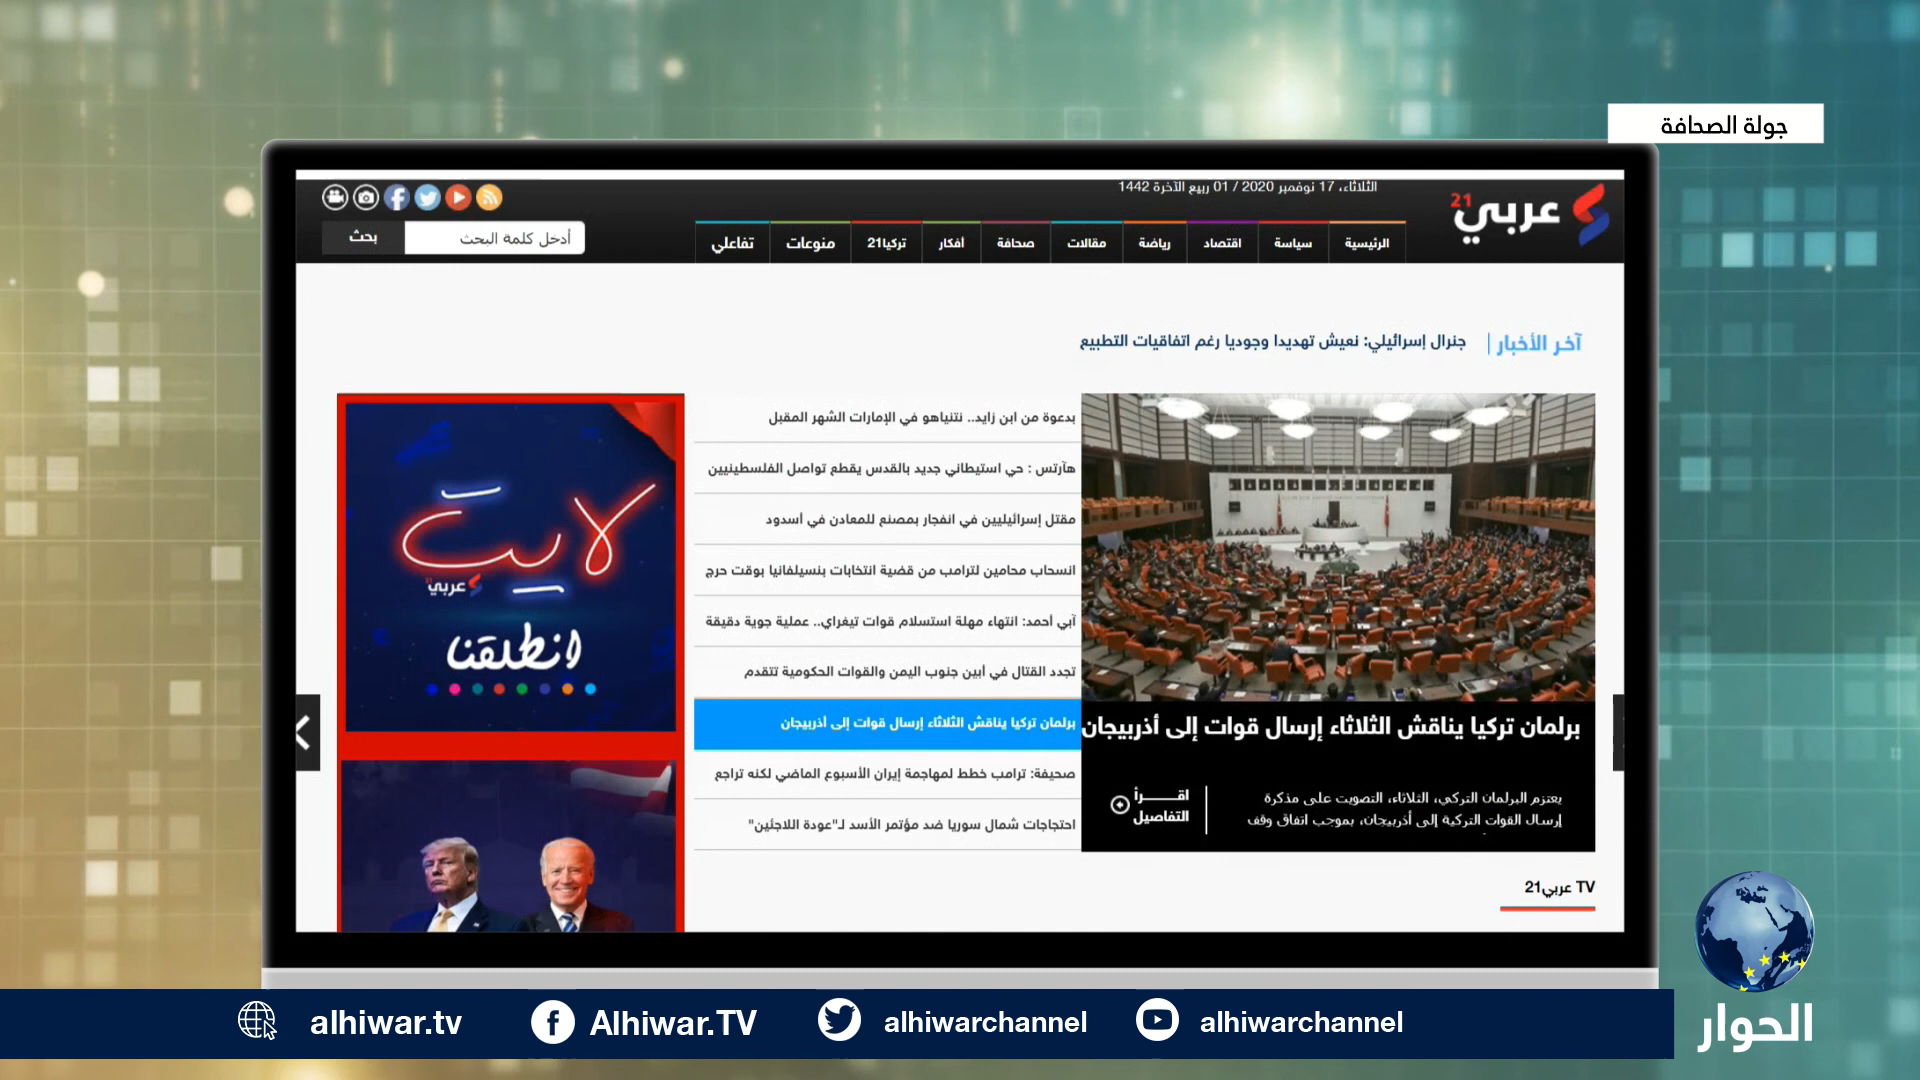 جولة الصحافة
الثلاثاء، 17 نوفمبر 2020 / 01 ربيع الآخرة 1442
عربي21
الرئيسية
سياسة
اقتصاد
رياضة
مقالات
صحافة
أفكار
تركيا21
منوعات
تفاعلي
أدخل كلمة البحث
بحث
آخر الأخبار
جنرال إسرائيلي: نعيش تهديدا وجوديا رغم اتفاقيات التطبيع
برلمان تركيا يناقش الثلاثاء إرسال قوات إلى أذربيجان
يعتزم البرلمان التركي، الثلاثاء، التصويت على مذكرة
إرسال القوات التركية إلى أذربيجان، بموجب اتفاق وقف
اقـــرأ
التفاصيل
بدعوة من ابن زايد.. نتنياهو في الإمارات الشهر المقبل
هآرتس : حي استيطاني جديد بالقدس يقطع تواصل الفلسطينيين
مقتل إسرائيليين في انفجار بمصنع للمعادن في أسدود
انسحاب محامين لترامب من قضية انتخابات بنسيلفانيا بوقت حرج
آبي أحمد: انتهاء مهلة استسلام قوات تيغراي.. عملية جوية دقيقة
تجدد القتال في أبين جنوب اليمن والقوات الحكومية تتقدم
برلمان تركيا يناقش الثلاثاء إرسال قوات إلى أذربيجان
صحيفة: ترامب خطط لمهاجمة إيران الأسبوع الماضي لكنه تراجع
احتجاجات شمال سوريا ضد مؤتمر الأسد لـ"عودة اللاجئين"
لايت
عربي21
انطلقنا
TV عربي21
alhiwar.tv
Alhiwar.TV
alhiwarchannel
alhiwarchannel
الحوار